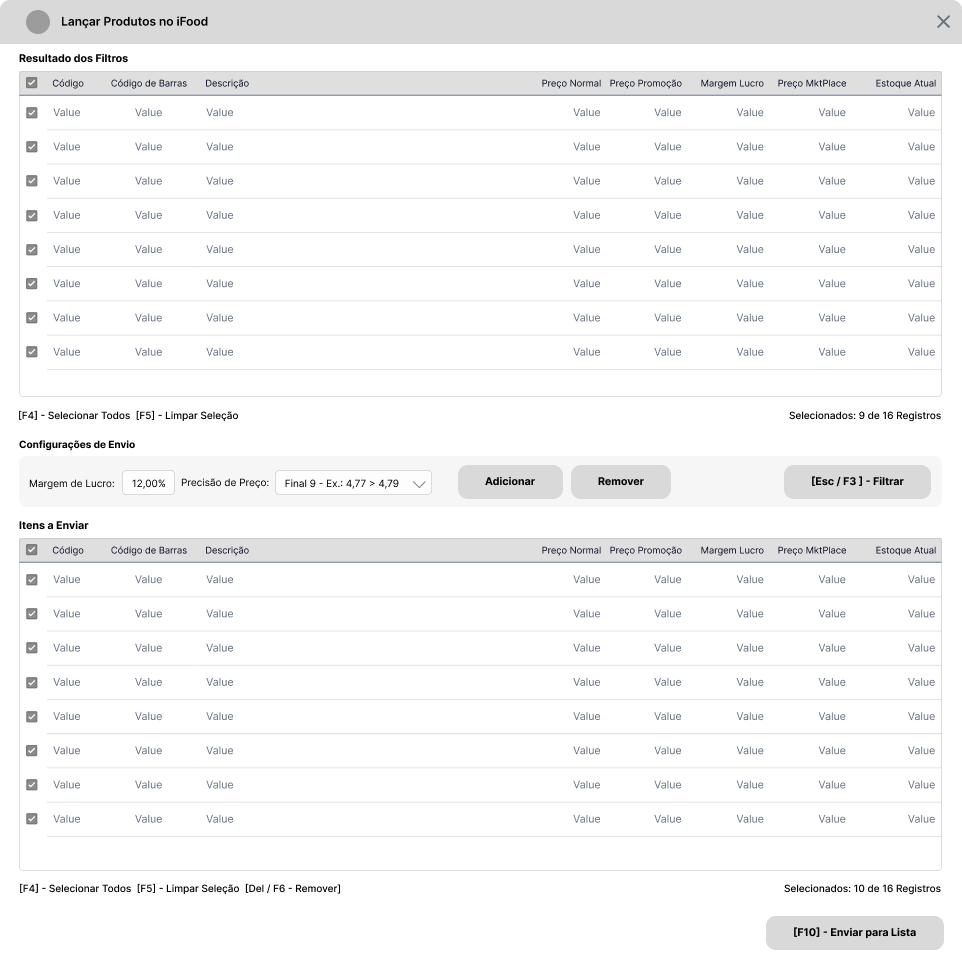 Lançar Produtos no iFood
Resultado dos Filtros
Código Código de Barras Descrição Preço Normal Preço Promoção Margem Lucro Preço MktPlace Estoque Atual
Value Value Value Value Value Value Value Value
Value Value Value Value Value Value Value Value
Value Value Value Value Value Value Value Value
Value Value Value Value Value Value Value Value
Value Value Value Value Value Value Value Value
Value Value Value Value Value Value Value Value
Value Value Value Value Value Value Value Value
Value Value Value Value Value Value Value Value
[F4] - Selecionar Todos [F5] - Limpar Seleção Selecionados: 9 de 16 Registros
Configurações de Envio
Margem de Lucro: 12,00% Precisão de Preço: Final 9 - Ex.: 4,77 > 4,79 Adicionar Remover [Esc / F3 ] - Filtrar
Itens a Enviar
Código Código de Barras Descrição Preço Normal Preço Promoção Margem Lucro Preço MktPlace Estoque Atual
Value Value Value Value Value Value Value Value
Value Value Value Value Value Value Value Value
Value Value Value Value Value Value Value Value
Value Value Value Value Value Value Value Value
Value Value Value Value Value Value Value Value
Value Value Value Value Value Value Value Value
Value Value Value Value Value Value Value Value
Value Value Value Value Value Value Value Value
[F4] - Selecionar Todos [F5] - Limpar Seleção [Del / F6 - Remover] Selecionados: 10 de 16 Registros
[F10] - Enviar para Lista